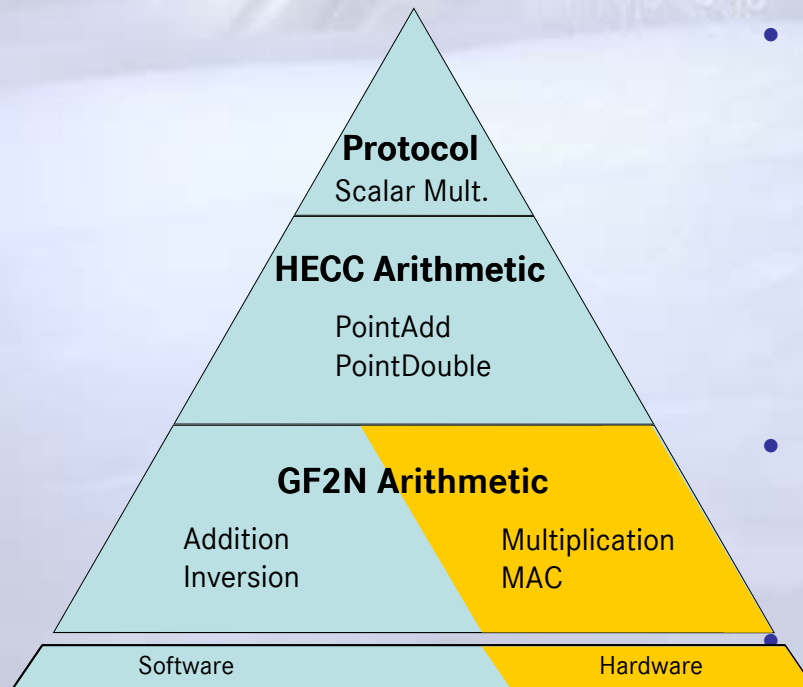 Protocol
Scalar Mult.
HECC Arithmetic
PointAdd
PointDouble
GF2N Arithmetic
Addition
Inversion
Multiplication
MAC
Software
Hardware